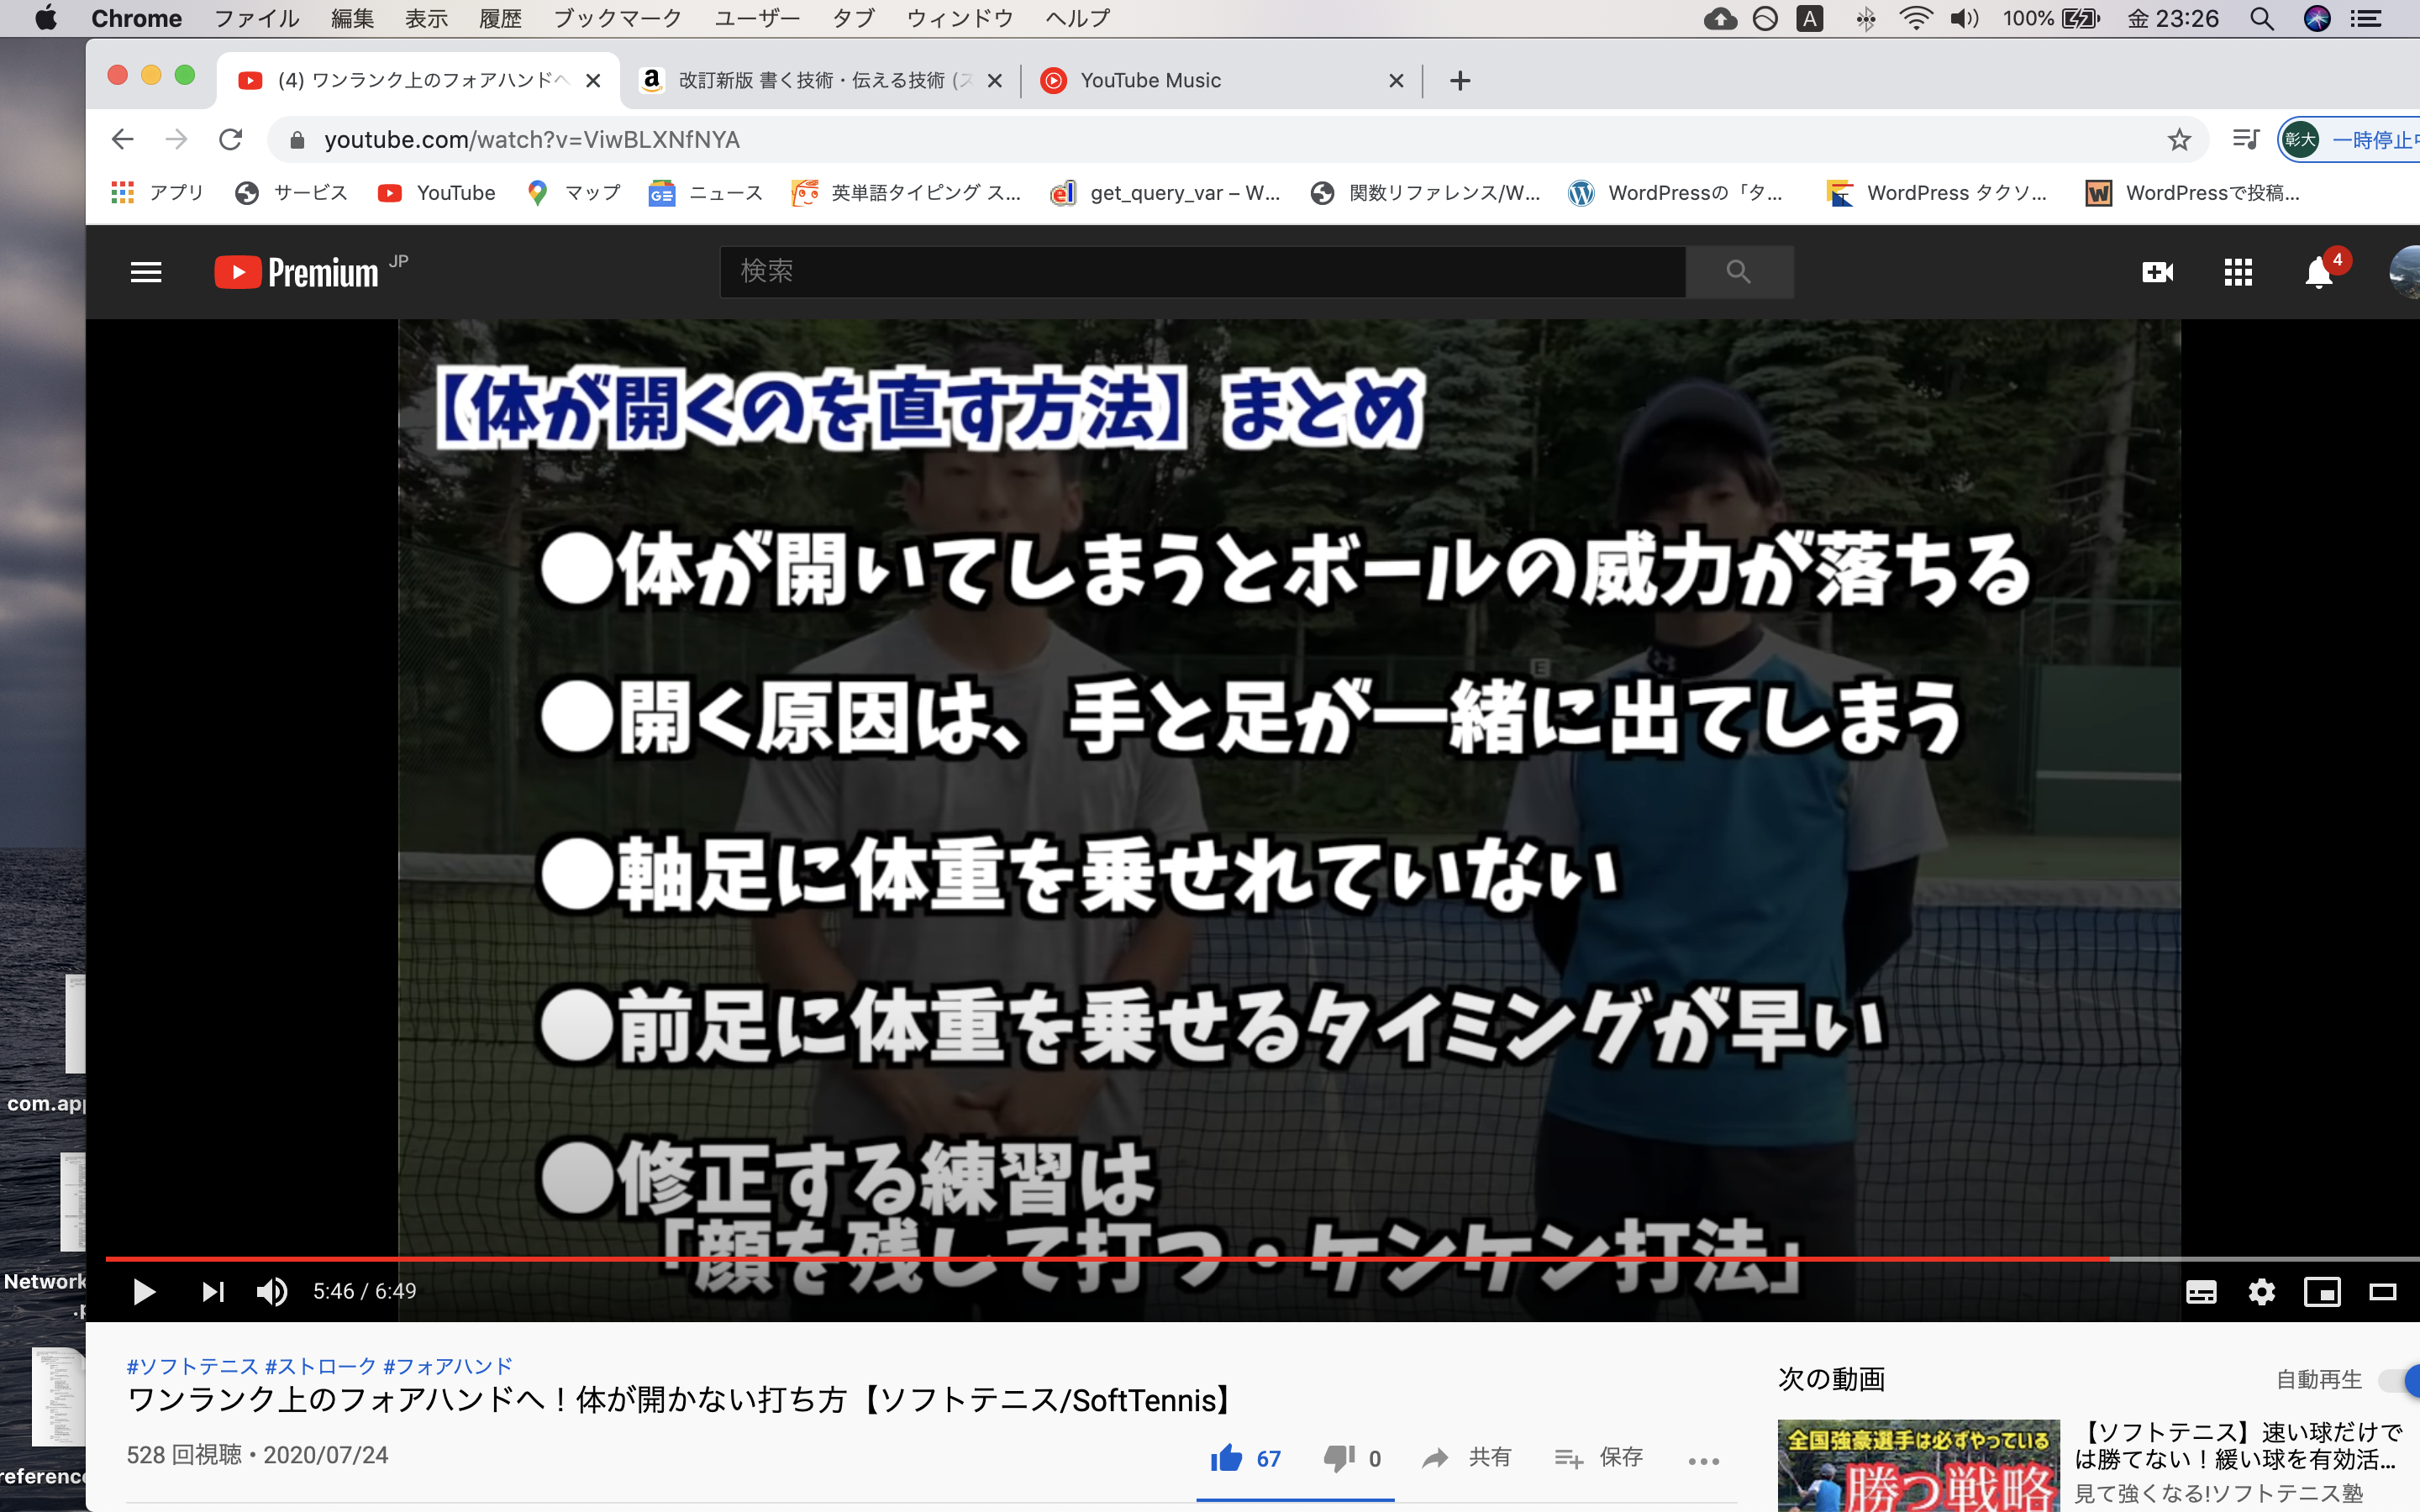 Chrome ファイル 編集 表示 履歴 ブックマーク ユーザー タブ ウィンドウ ヘルプ A 100% 金 23:26
(4) ワンランク上のフォアハンドへ
改訂新版 書く技術・伝える技術 (ス
YouTube Music
youtube.com/watch?v=ViwBLXNfNYA
彰大 一時停止中
アプリ サービス YouTube マップ ニュース 英単語タイピング ス... get_query_var – W... 関数リファレンス/W... WordPressの「タ... WordPress タクソ... WordPressで投稿...
Premium JP
検索
4
【体が開くのを直す方法】まとめ
●体が開いてしまうとボールの威力が落ちる
●開く原因は、手と足が一緒に出てしまう
●軸足に体重を乗せれていない
●前足に体重を乗せるタイミングが早い
●修正する練習は
「顔を残して打つ・ケンケン打法」
5:46 / 6:49
com.app
Network
.p
reference
#ソフトテニス #ストローク #フォアハンド
ワンランク上のフォアハンドへ！体が開かない打ち方【ソフトテニス/SoftTennis】
528 回視聴・2020/07/24
67 0 共有 保存
次の動画 自動再生
全国強豪選手は必ずやっている
勝つ戦略
【ソフトテニス】速い球だけで
は勝てない！緩い球を有効活...
見て強くなる!ソフトテニス塾